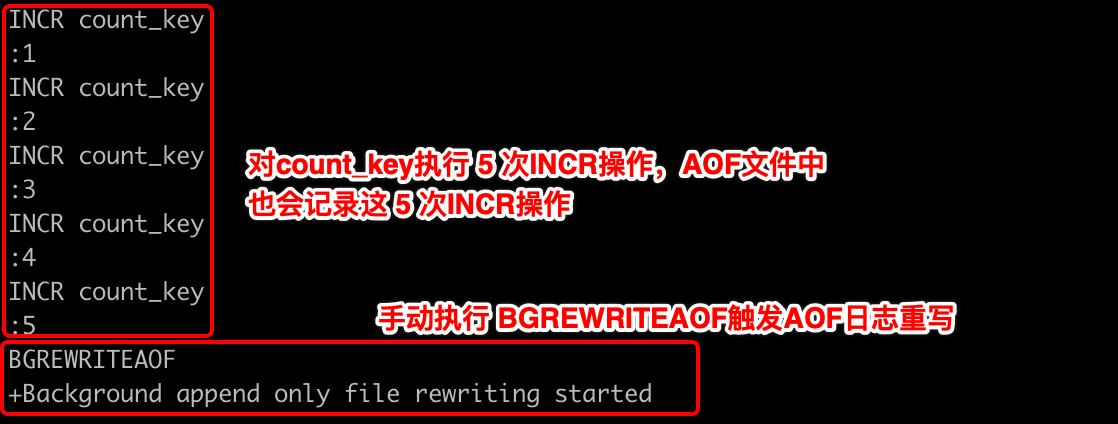 INCR count_key
:1
INCR count_key
:2
INCR count_key
:3
INCR count_key
:4
INCR count_key
:5
对count_key执行 5 次INCR操作，AOF文件中
也会记录这 5 次INCR操作
手动执行 BGREWRITEAOF触发AOF日志重写
BGREWRITEAOF
+Background append only file rewriting started